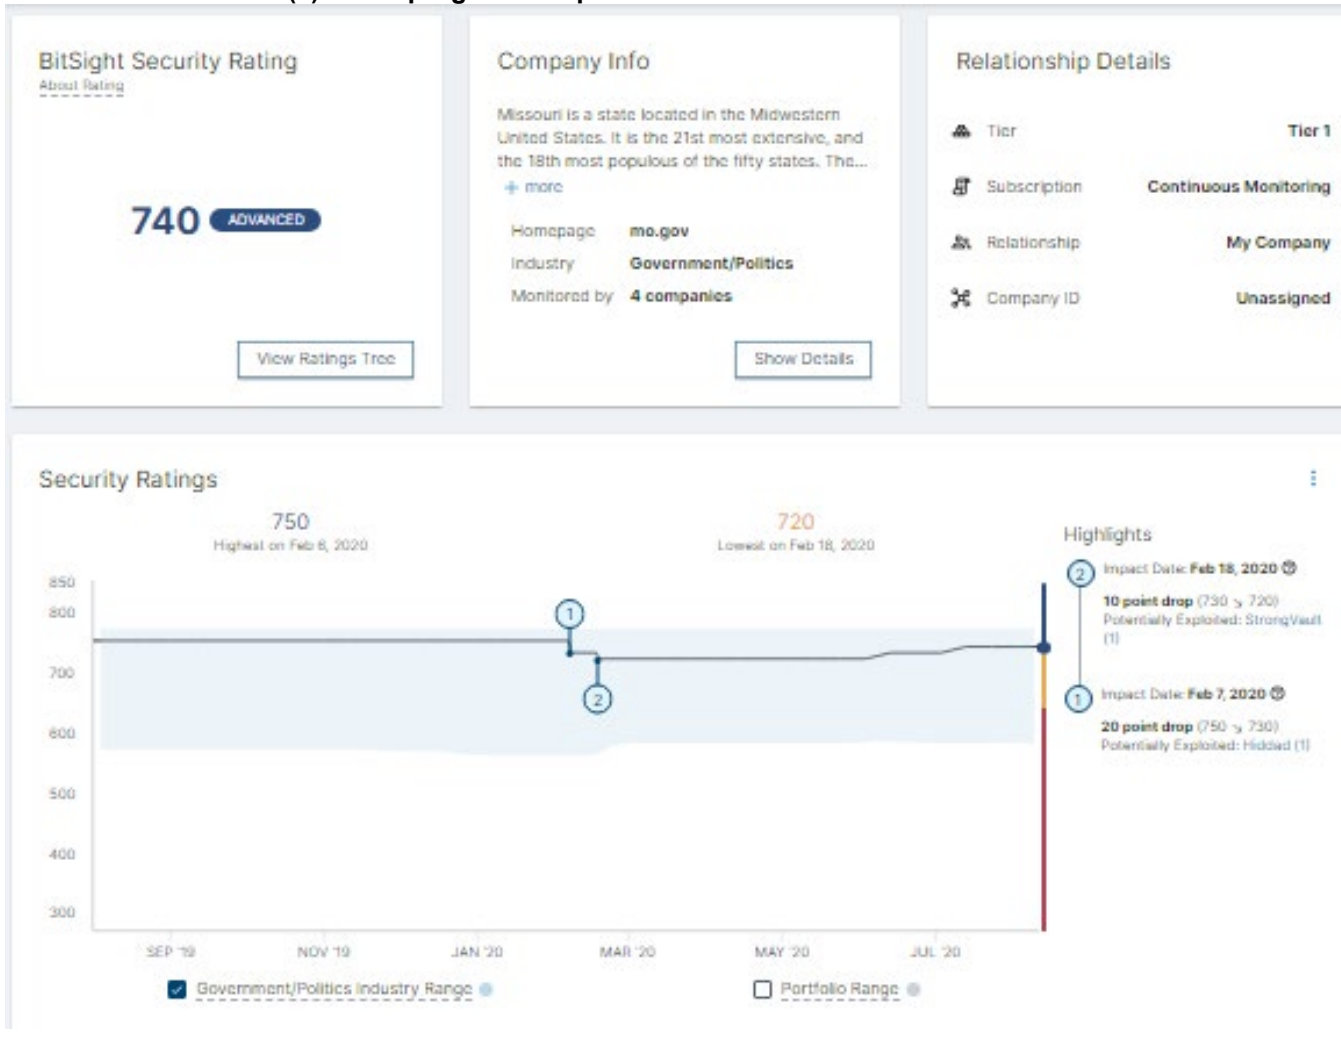 BitSight Security Rating
About Rating
740 ADVANCED
View Ratings Tree
Company Info
Missouri is a state located in the Midwestern
United States. It is the 21st most extensive, and
the 18th most populous of the fifty states. The...
+ more
Homepage mo.gov
Industry Government/Politics
Monitored by 4 companies
Show Details
Relationship Details
Tier Tier 1
Subscription Continuous Monitoring
Relationship My Company
Company ID Unassigned
Security Ratings
750
Highest on Feb 6, 2020
720
Lowest on Feb 18, 2020
850
800
700
600
500
400
300
1
2
SEP '19 NOV '19 JAN '20 MAR '20 MAY '20 JUL '20
Government/Politics Industry Range
Portfolio Range
Highlights
2 Impact Date: Feb 18, 2020
10 point drop (730 ↘ 720)
Potentially Exploited: StrongVault
(1)
1 Impact Date: Feb 7, 2020
20 point drop (750 ↘ 730)
Potentially Exploited: Hiddad (1)